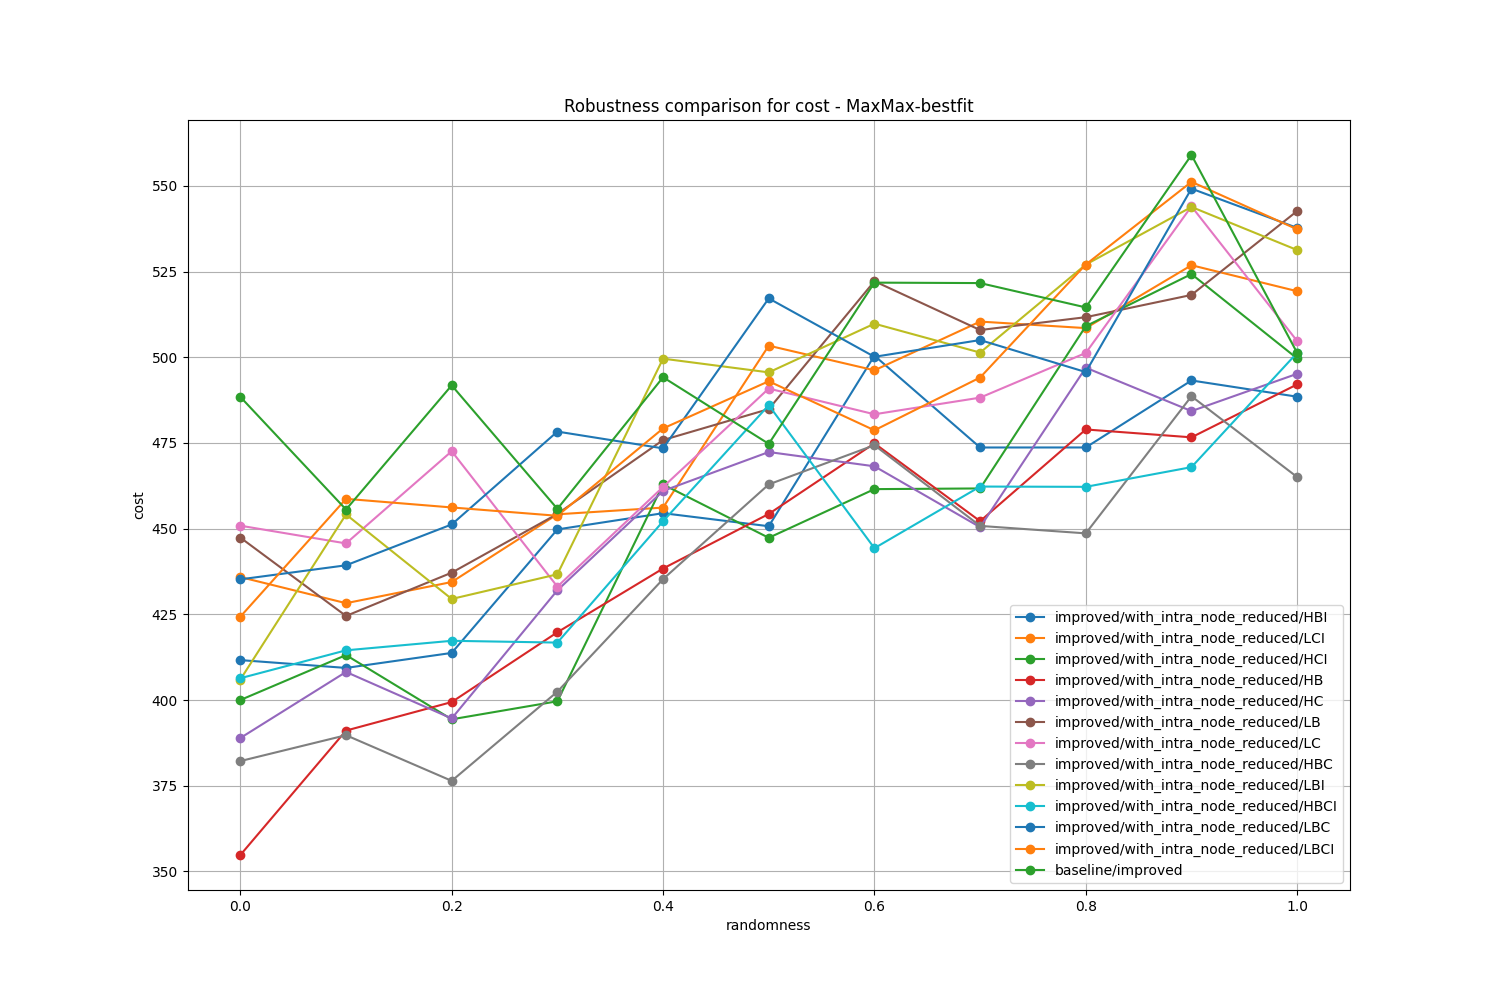 Robustness comparison for cost - MaxMax-bestfit
550
525
500
475
450
425
400
375
350
cost
0.0
0.2
0.4
0.6
0.8
1.0
randomness
improved/with_intra_node_reduced/HBI
improved/with_intra_node_reduced/LCI
improved/with_intra_node_reduced/HCI
improved/with_intra_node_reduced/HB
improved/with_intra_node_reduced/HC
improved/with_intra_node_reduced/LB
improved/with_intra_node_reduced/LC
improved/with_intra_node_reduced/HBC
improved/with_intra_node_reduced/LBI
improved/with_intra_node_reduced/HBCI
improved/with_intra_node_reduced/LBC
improved/with_intra_node_reduced/LBCI
baseline/improved